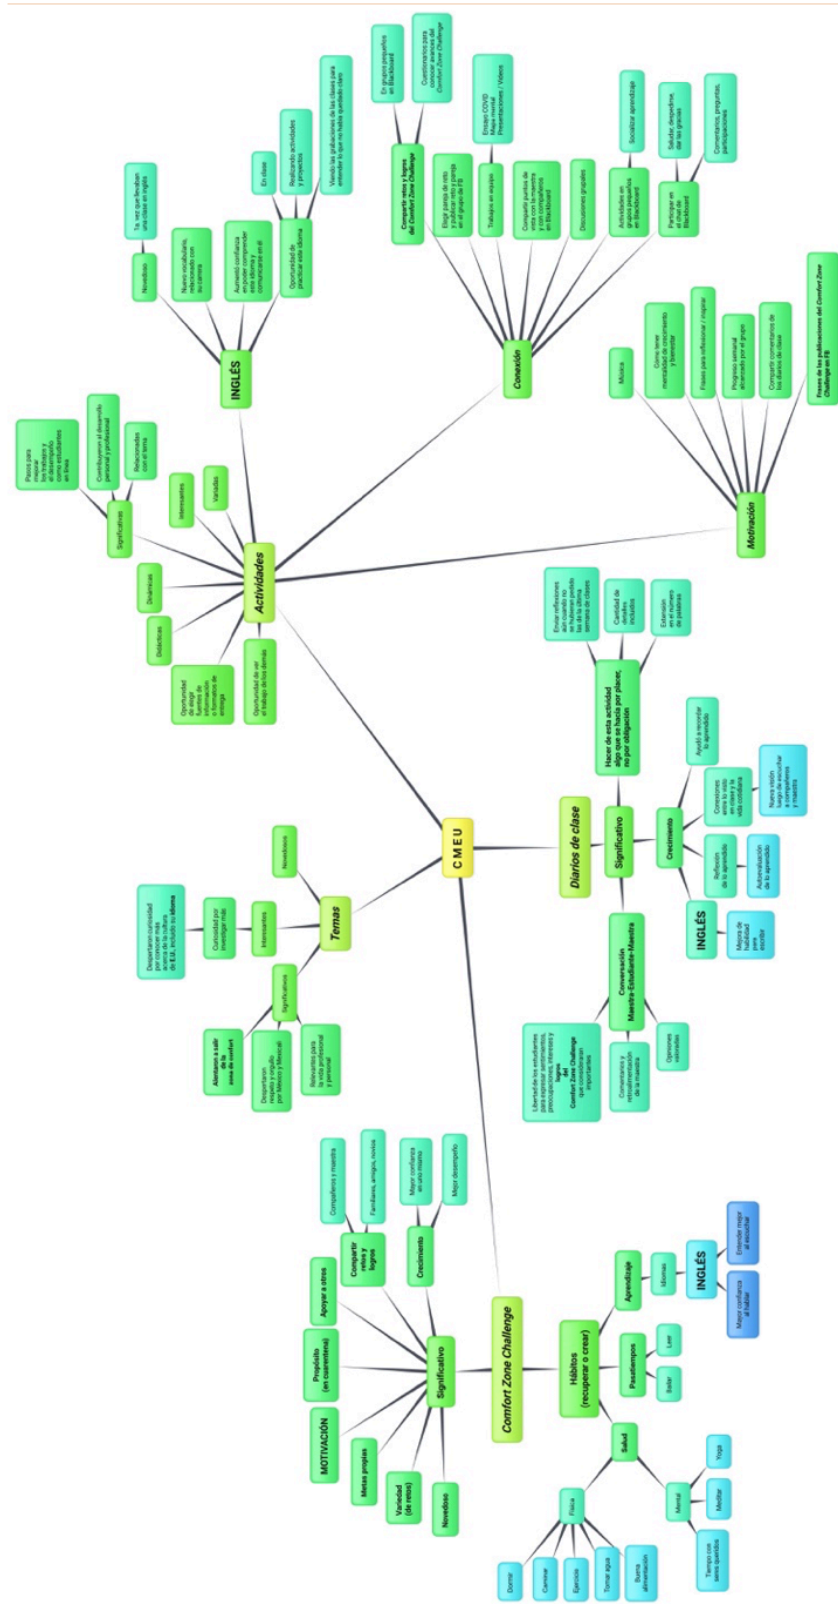 CMEU
Comfort Zone Challenge
Significativo
Novedoso
Variedad
(de retos)
Metas propias
MOTIVACIÓN
Propósito
(en cuarentena)
Apoyar a otros
Compartir
retos y
logros
Compañeros y maestra
Familiares, amigos, novios
Crecimiento
Mayor confianza
en uno mismo
Mejor desempeño
Hábitos
(recuperar o crear)
Salud
Física
Dormir
Caminar
Ejercicio
Tomar agua
Buena
alimentación
Mental
Tiempo con
seres queridos
Meditar
Yoga
Pasatiempos
Bailar
Leer
Aprendizaje
Idiomas
INGLÉS
Mayor confianza
al hablar
Entender mejor
al escuchar
Temas
Significativos
Alentaron a salir
de la
zona de confort
Despertaron
respeto y orgullo
por México y Mexicali
Relevantes para
la vida profesional
y personal
Interesantes
Curiosidad por
investigar más
Despertaron curiosidad
por conocer más
acerca de la cultura
de E.U., incluido su idioma
Novedosos
Diarios de clase
Significativo
Conversación
Maestra-Estudiante-Maestra
Libertad de los estudiantes
para expresar sentimientos,
preocupaciones, intereses y
logros
del
Comfort Zone Challenge
que consideraran
importantes
Comentarios y
retroalimentación
de la maestra
Opiniones
valoradas
Crecimiento
INGLÉS
Mejora de
habilidad
para
escribir
Reflexión
de lo aprendido
Autoevaluación
de lo aprendido
Conexiones
entre lo visto
en clase y la
vida cotidiana
Nueva visión
luego de escuchar
a compañeros
y maestra
Ayudó a recordar
lo aprendido
Hacer de esta actividad
algo que se hacía por placer,
no por obligación
Enviar reflexiones
aún cuando no
se hubieran pedido
las de la última
semana de clases
Cantidad de
detalles
incluidos
Extensión
en el número
de palabras
Actividades
Oportunidad de ver
el trabajo de los demás
Oportunidad
de elegir
fuentes de
información
o formatos de
entrega
Didácticas
Dinámicas
Significativas
Pasos para
mejorar
los trabajos y
el desempeño
como estudiantes
en línea
Contribuyeron al desarrollo
personal y profesional
Relacionadas
con el tema
Interesantes
Variadas
INGLÉS
Novedoso
1a. vez que llevaban
una clase en inglés
Nuevo vocabulario,
relacionado con
su carrera
Aumentó confianza
en poder comprender
este idioma y
comunicarse en él
Oportunidad de
practicar este idioma
En clase
Realizando actividades
y proyectos
Viendo las grabaciones de las clases para
entender lo que no había quedado claro
Conexión
Compartir retos y logros
del Comfort Zone Challenge
En grupos pequeños
en Blackboard
Cuestionarios para
conocer avances del
Comfort Zone Challenge
Elegir pareja de reto
y publicar reto y pareja
en el grupo de FB
Trabajos en equipo
Ensayo COVID
Mapa mental
Presentaciones / Videos
Compartir puntos de
vista con la maestra
y con compañeros
en Blackboard
Discusiones grupales
Actividades en
grupos pequeños
en Blackboard
Socializar aprendizaje
Participar en
el chat de
Blackboard
Saludar, despedirse,
dar las gracias
Comentarios, preguntas,
participaciones
Motivación
Música
Cómo tener
mentalidad de crecimiento
y bienestar
Frases para reflexionar / inspirar
Progreso semanal
alcanzado por el grupo
Compartir comentarios de
los diarios de clase
Frases de las publicaciones del Comfort Zone
Challenge en FB